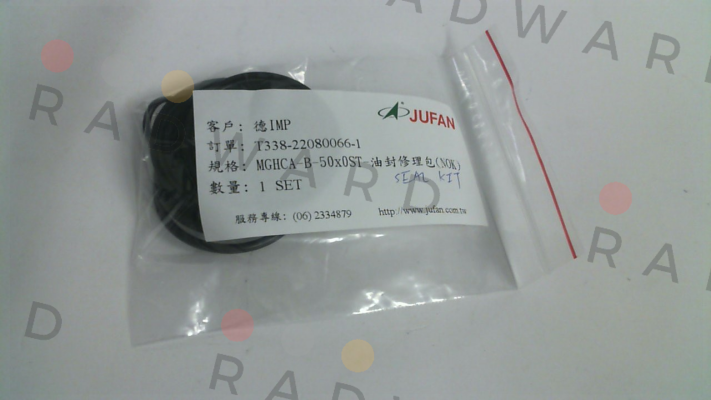 RADWARD
JUFAN
客戶: 德IMP
訂單: T338-22080066-1
規格: MGHCA-B-50x0ST 油封修理包(NOK)
SEAL KIT
數量: 1 SET
服務專線: (06) 2334879 http://www.jufan.com.tw